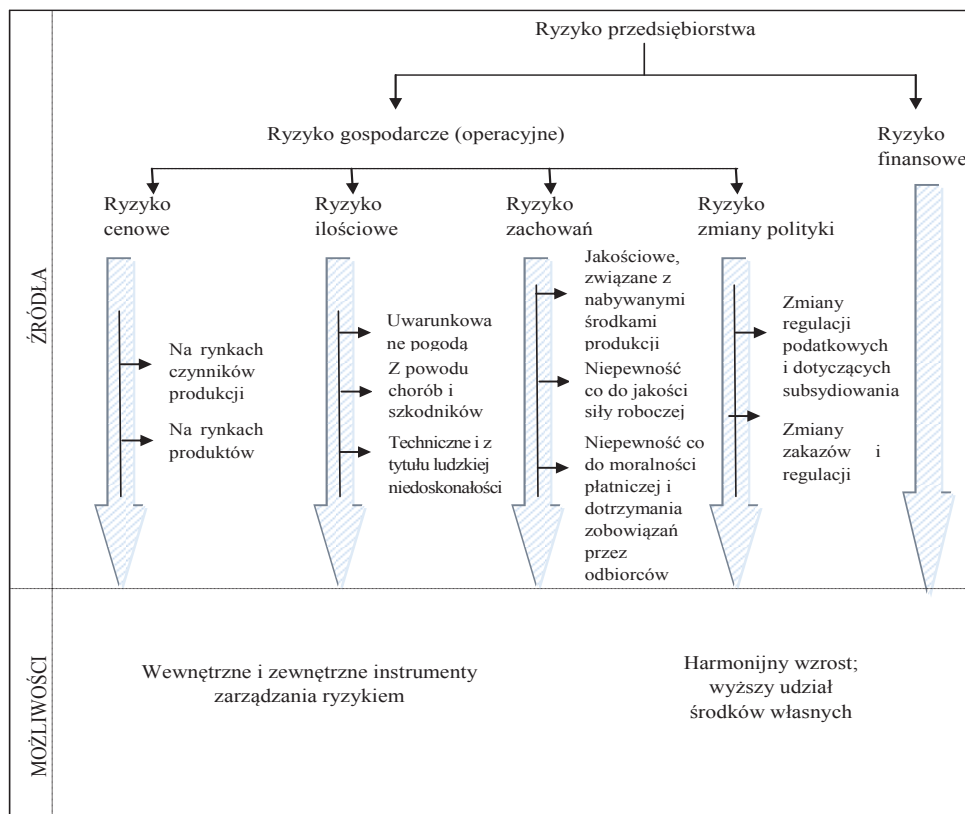 Ryzyko przedsiębiorstwa
Ryzyko gospodarcze (operacyjne)
Ryzyko
finansowe
Ryzyko
cenowe
Ryzyko
ilościowe
Ryzyko
zachowań
Ryzyko
zmiany polityki
ŹRÓDŁA
Na rynkach
czynników
produkcji
Na rynkach
produktów
Uwarunkowa
ne pogodą
Z powodu
chorób i
szkodników
Techniczne i z
tytułu ludzkiej
niedoskonałości
Jakościowe,
związane z
nabywanymi
środkami
produkcji
Niepewność
co do jakości
siły roboczej
Niepewność co
do moralności
płatniczej i
dotrzymania
zobowiązań
przez
odbiorców
Zmiany
regulacji
podatkowych
i dotyczących
subsydiowania
Zmiany
zakazów i
regulacji
MOŻLIWOŚCI
Wewnętrzne i zewnętrzne instrumenty
zarządzania ryzykiem
Harmonijny wzrost;
wyższy udział
środków własnych